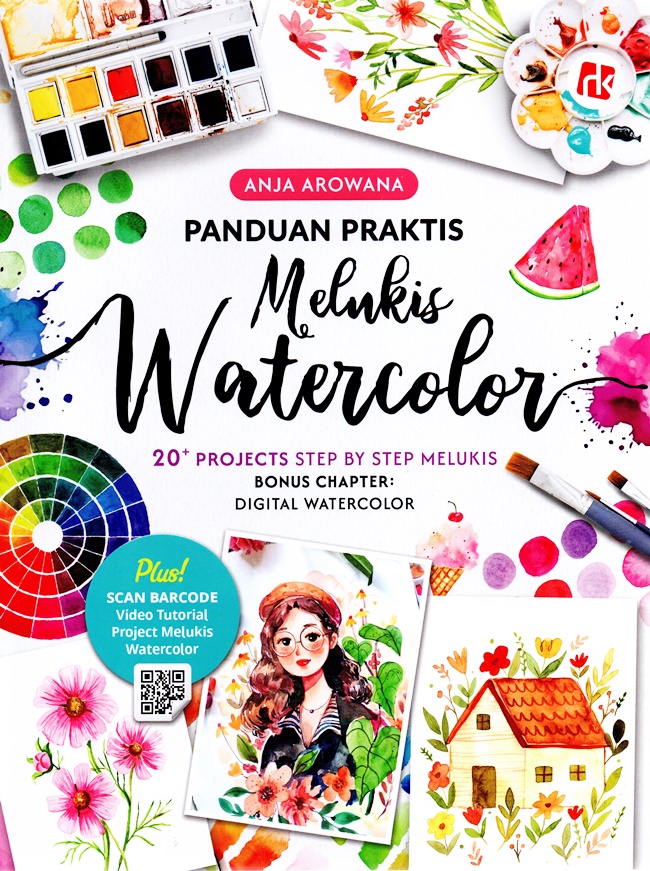 rk
ANJA AROWANA
PANDUAN PRAKTIS
Melukis
Watercolor
20+ PROJECTS STEP BY STEP MELUKIS
BONUS CHAPTER:
DIGITAL WATERCOLOR
Plus!
SCAN BARCODE
Video Tutorial
Project Melukis
Watercolor